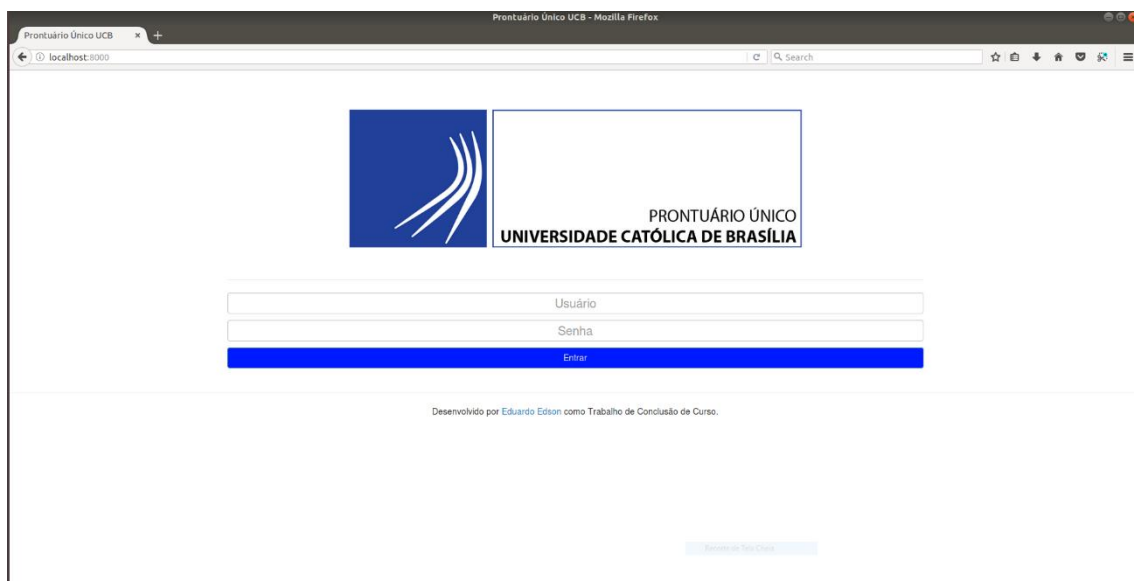 Prontuário Único UCB - Mozilla Firefox
Prontuário Único UCB × +
localhost:8000
Search
PRONTUÁRIO ÚNICO
UNIVERSIDADE CATÓLICA DE BRASÍLIA
Usuário
Senha
Entrar
Desenvolvido por Eduardo Edson como Trabalho de Conclusão de Curso.